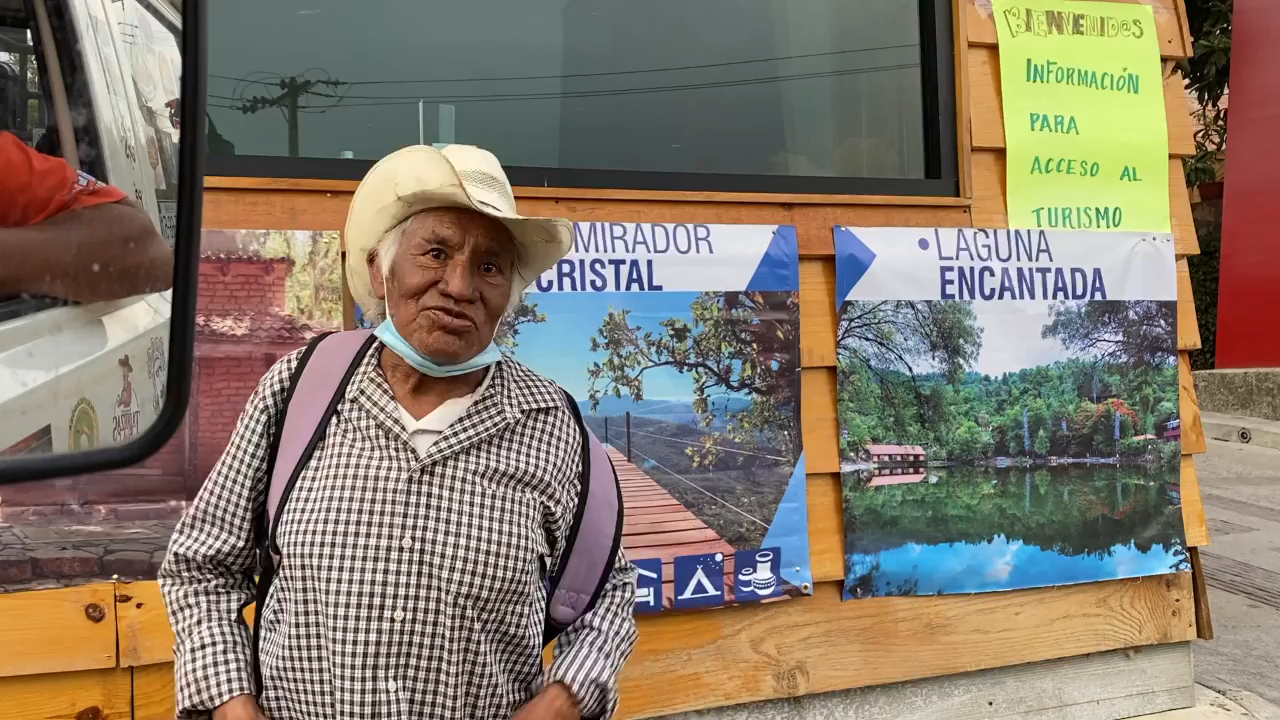 BIENVENID@S
INFORMACIÓN
PARA
ACCESO AL
TURISMO
MIRADOR
CRISTAL
• LAGUNA
ENCANTADA